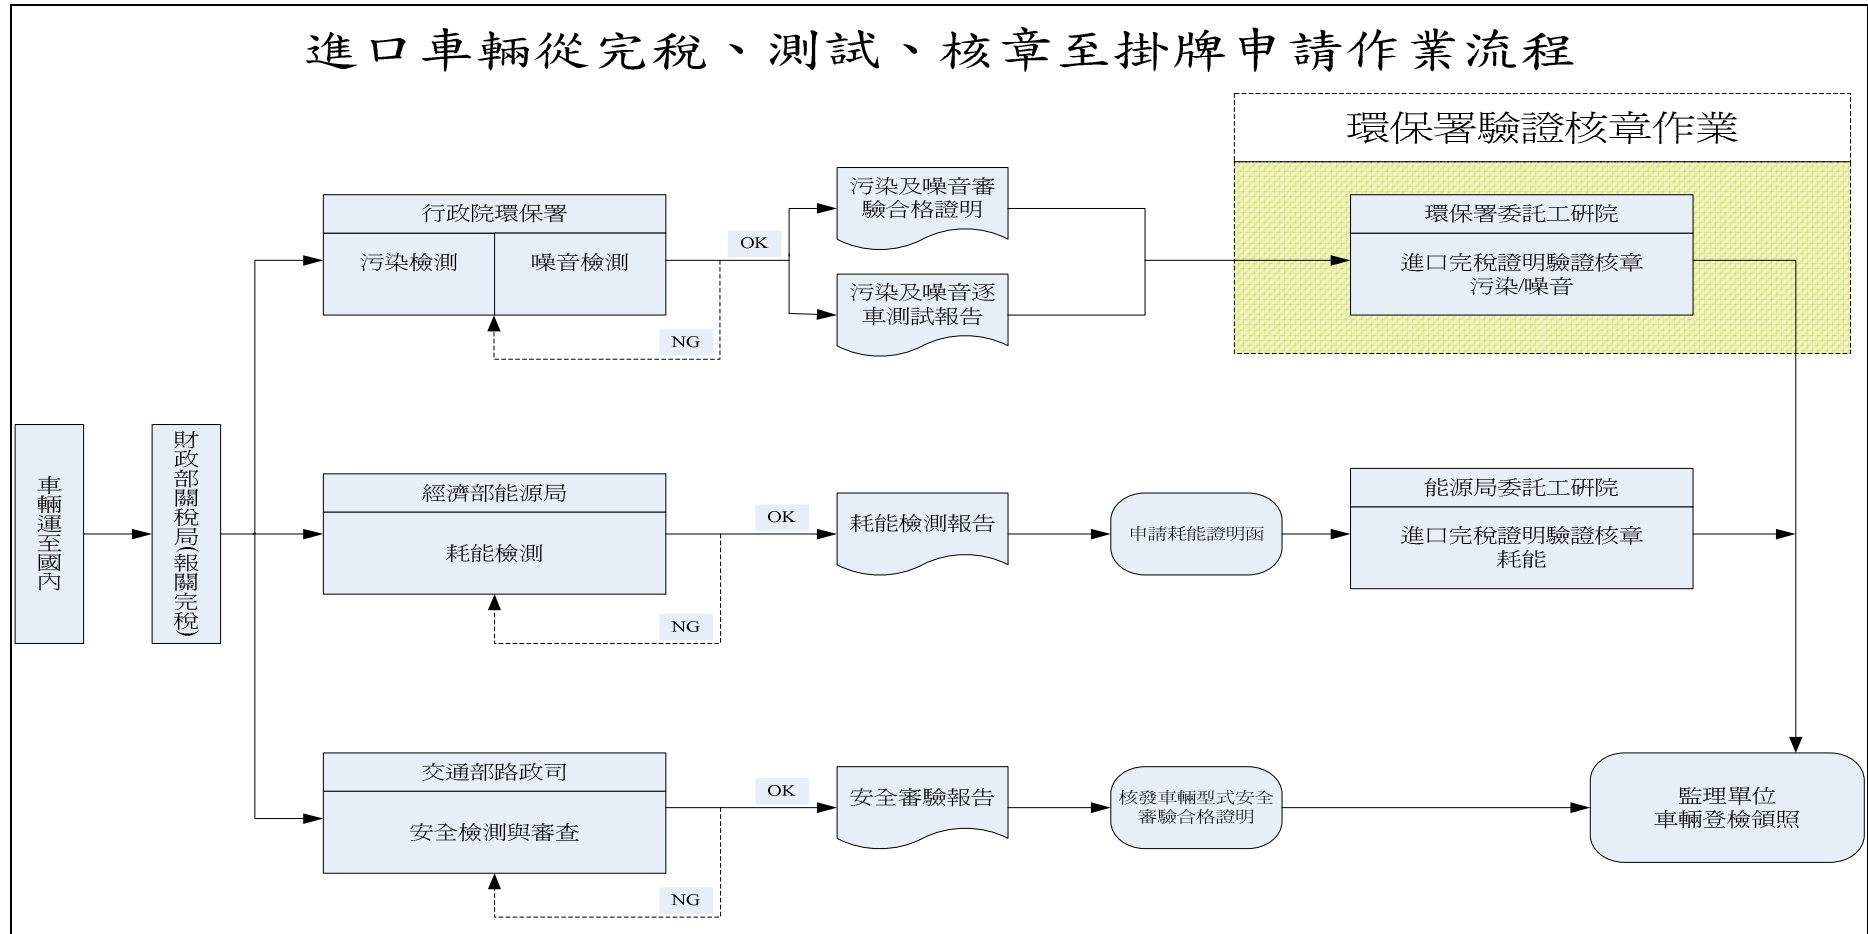 進口車輛從完稅、測試、核章至掛牌申請作業流程
環保署驗證核章作業
行政院環保署
污染檢測
噪音檢測
OK
NG
污染及噪音審
驗合格證明
污染及噪音逐
車測試報告
環保署委託工研院
進口完稅證明驗證核章
污染/噪音
車輛運至國內
財政部關稅局(報關完稅)
經濟部能源局
耗能檢測
OK
NG
耗能檢測報告
申請耗能證明函
能源局委託工研院
進口完稅證明驗證核章
耗能
交通部路政司
安全檢測與審查
OK
NG
安全審驗報告
核發車輛型式安全
審驗合格證明
監理單位
車輛登檢領照